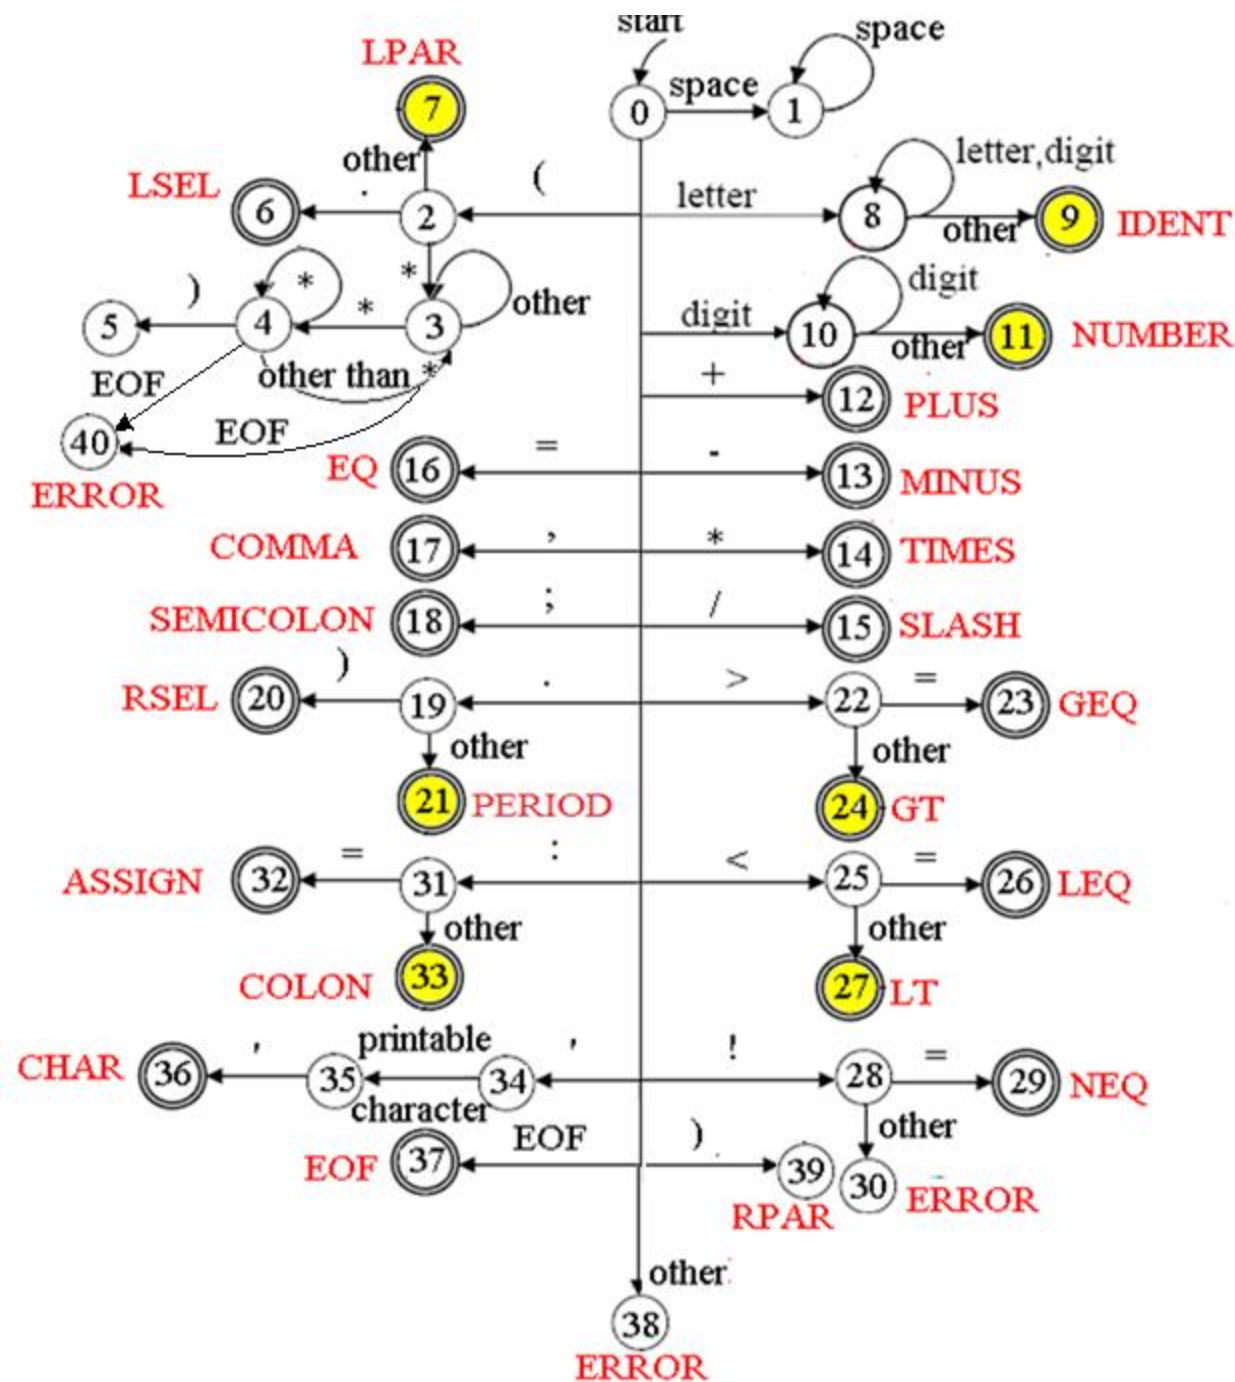 start
LPAR
space
space
7
0
1
other
letter,digit
LSEL
.
(
letter
6
2
8
9
IDENT
other
*
*
)
*
other
digit
5
4
3
digit
10
11
NUMBER
other
EOF
other than *
+
12
PLUS
40
EOF
ERROR
EQ
16
=
-
13
MINUS
COMMA
17
,
*
14
TIMES
SEMICOLON
18
;
/
15
SLASH
)
RSEL
20
19
.
>
22
=
23
GEQ
other
other
21
PERIOD
24
GT
ASSIGN
32
=
31
:
<
25
=
26
LEQ
other
other
COLON
33
27
LT
printable
CHAR
36
'
35
34
'
!
28
=
29
NEQ
character
other
EOF
37
EOF
)
39
30
ERROR
RPAR
other
38
ERROR